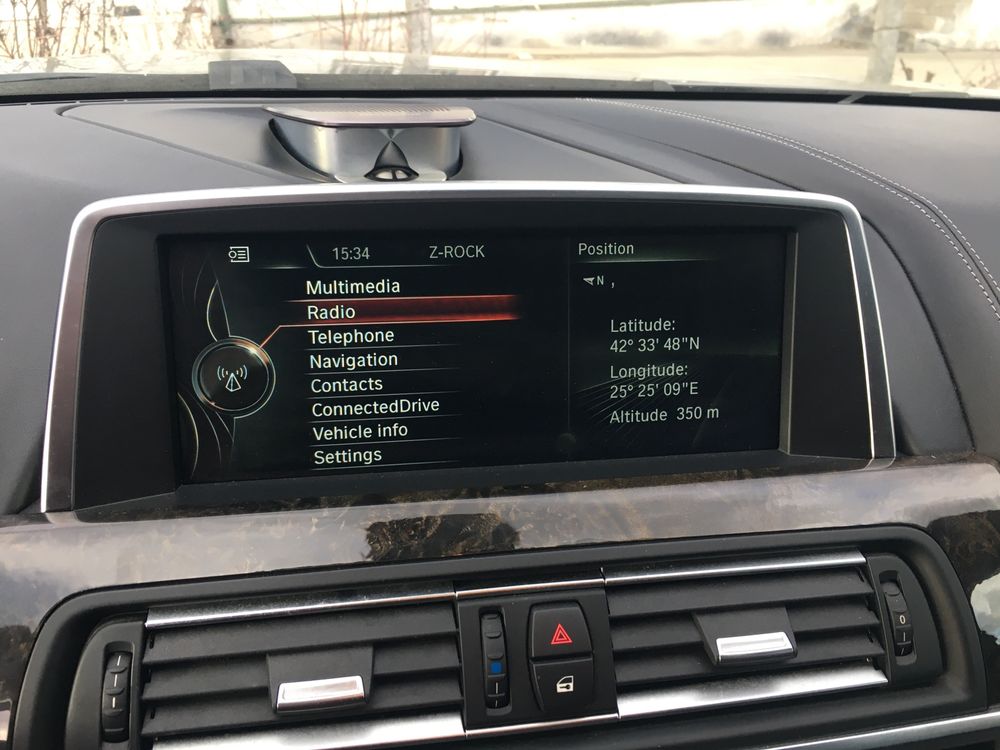 15:34 Z-ROCK
Multimedia
Radio
Telephone
Navigation
Contacts
ConnectedDrive
Vehicle info
Settings
Position
N ,
Latitude:
42° 33' 48"N
Longitude:
25° 25' 09"E
Altitude 350 m
0